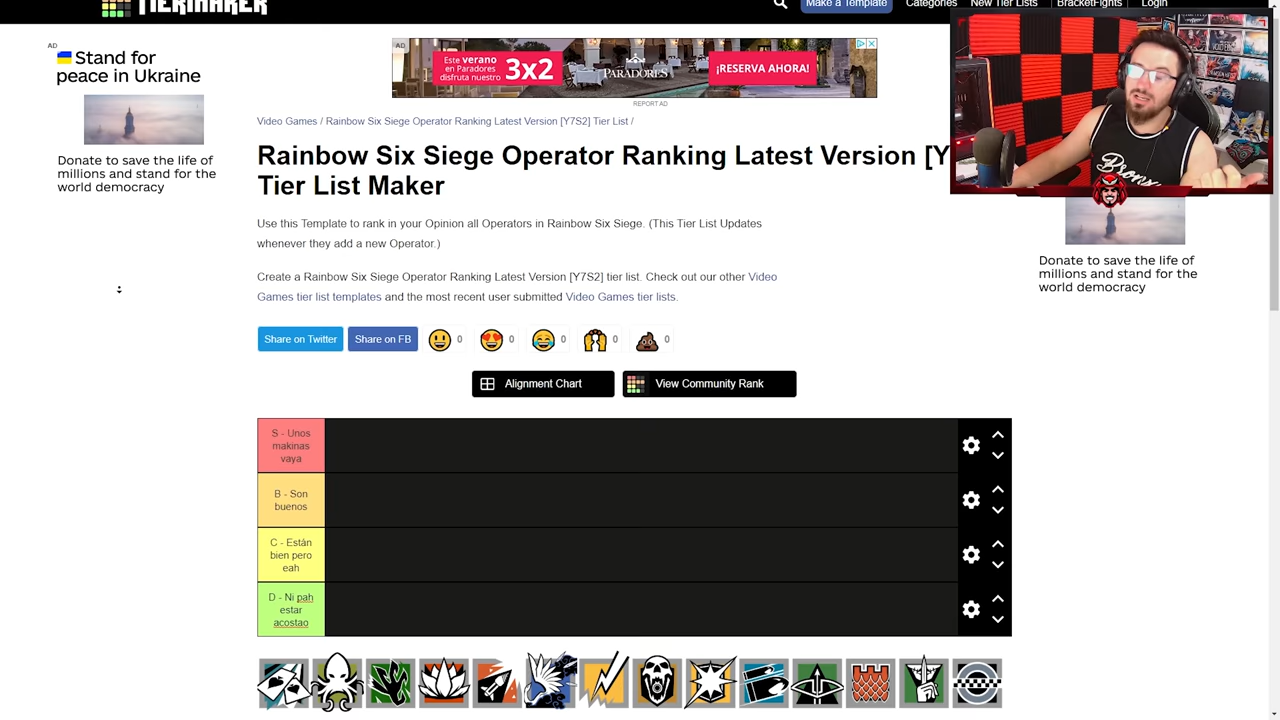 TIERMAKER
Make a Template
Categories
New Tier Lists
BracketFights
Login
AD
Stand for
peace in Ukraine
Donate to save the life of
millions and stand for the
world democracy
AD
Este verano
en Paradores
disfruta nuestro
3x2
PARADORES
¡RESERVA AHORA!
REPORT AD
Video Games / Rainbow Six Siege Operator Ranking Latest Version [Y7S2] Tier List /
Rainbow Six Siege Operator Ranking Latest Version [Y
Tier List Maker
Use this Template to rank in your Opinion all Operators in Rainbow Six Siege. (This Tier List Updates
whenever they add a new Operator.)
Create a Rainbow Six Siege Operator Ranking Latest Version [Y7S2] tier list. Check out our other Video
Games tier list templates and the most recent user submitted Video Games tier lists.
Donate to save the life of
millions and stand for the
world democracy
Share on Twitter
Share on FB
0
0
0
0
0
Alignment Chart
View Community Rank
S - Unos
makinas
vaya
B - Son
buenos
C - Están
bien pero
eah
D - Ni pah
estar
acostao